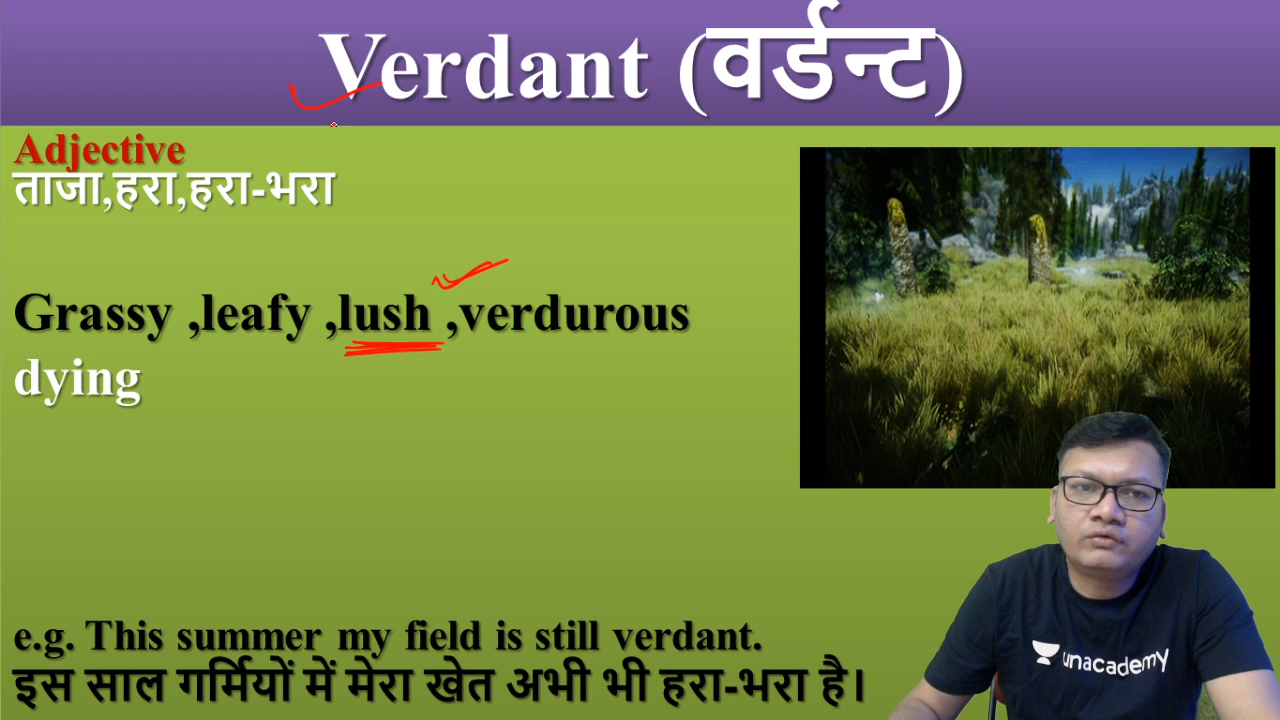 Verdant (वर्डन्ट)
Adjective
ताजा,हरा,हरा-भरा
Grassy ,leafy ,lush ,verdurous
dying
e.g. This summer my field is still verdant.
इस साल गर्मियों में मेरा खेत अभी भी हरा-भरा है।
unacademy